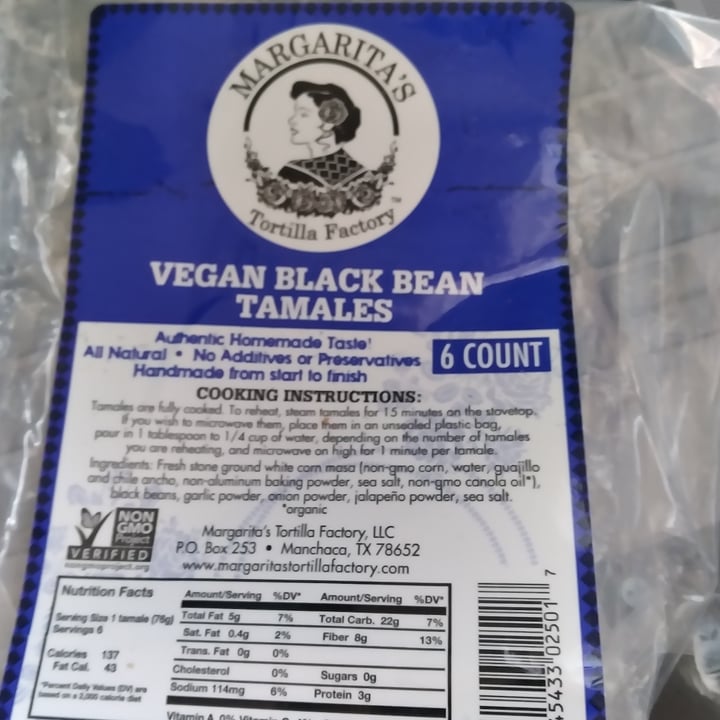 MARGARITA'S
Tortilla Factory™
VEGAN BLACK BEAN
TAMALES
Authentic Homemade Taste!
All Natural • No Additives or Preservatives
Handmade from start to finish
6 COUNT
COOKING INSTRUCTIONS:
Tamales are fully cooked. To reheat, steam tamales for 15 minutes on the stovetop.
If you wish to microwave them, place them in an unsealed plastic bag,
pour in 1 tablespoon to 1/4 cup of water, depending on the number of tamales
you are reheating, and microwave on high for 1 minute per tamale.
Ingredients: Fresh stone ground white corn masa (non-gmo corn, water, guajillo
and chile ancho, non-aluminum baking powder, sea salt, non-gmo canola oil*),
black beans, garlic powder, onion powder, jalapeño powder, sea salt.
*organic
NON
GMO
Project
VERIFIED
nongmoproject.org
Margarita's Tortilla Factory, LLC
P.O. Box 253 • Manchaca, TX 78652
www.margaritastortillafactory.com
Nutrition Facts
Serving Size 1 tamale (76g)
Servings 6
Calories 137
Fat Cal. 43
*Percent Daily Values (DV) are
based on a 2,000 calorie diet
Amount/Serving %DV* Amount/Serving %DV*
Total Fat 5g 7% Total Carb. 22g 7%
Sat. Fat 0.4g 2% Fiber 8g 13%
Trans. Fat 0g 0%
Cholesterol 0% Sugars 0g
Sodium 114mg 6% Protein 3g
Vitamin A 0%
45433 02501 7